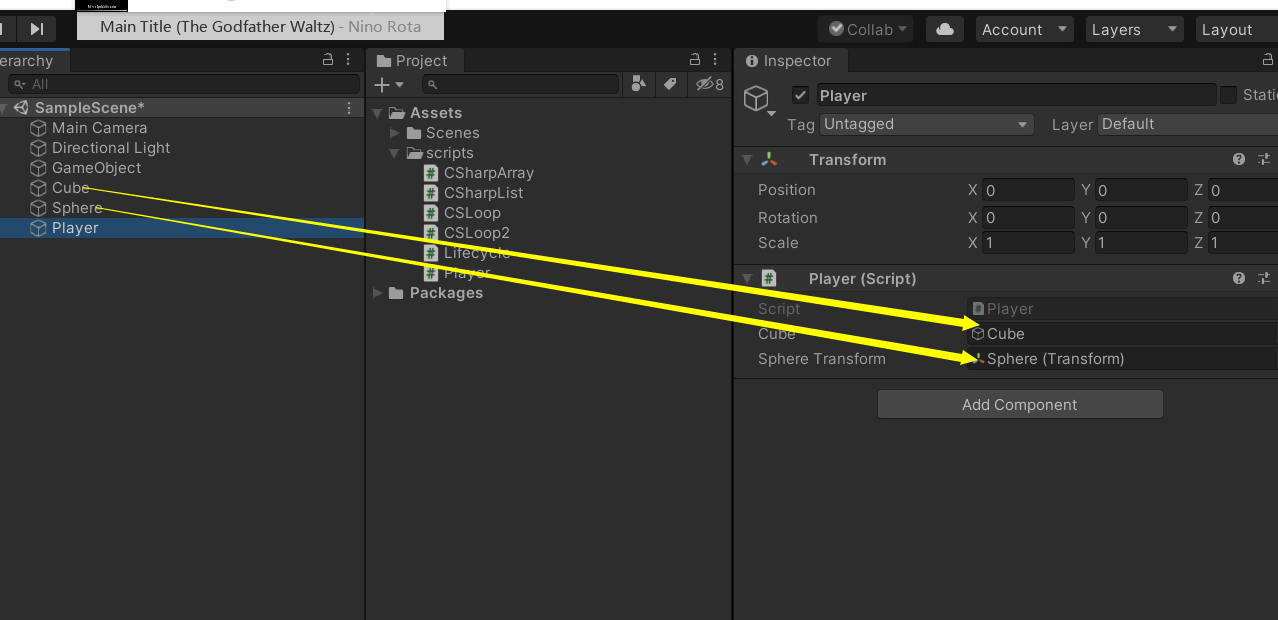 Main Title (The Godfather Waltz) - Nino Rota
Collab
Account
Layers
Layout
erarchy
All
SampleScene*
Main Camera
Directional Light
GameObject
Cube
Sphere
Player
Project
8
Assets
Scenes
scripts
CSharpArray
CSharpList
CSLoop
CSLoop2
Lifecycle
Player
Packages
Inspector
Player
Stati
Tag Untagged
Layer Default
Transform
Position X 0 Y 0 Z 0
Rotation X 0 Y 0 Z 0
Scale X 1 Y 1 Z 1
Player (Script)
Script Player
Cube Cube
Sphere Transform Sphere (Transform)
Add Component